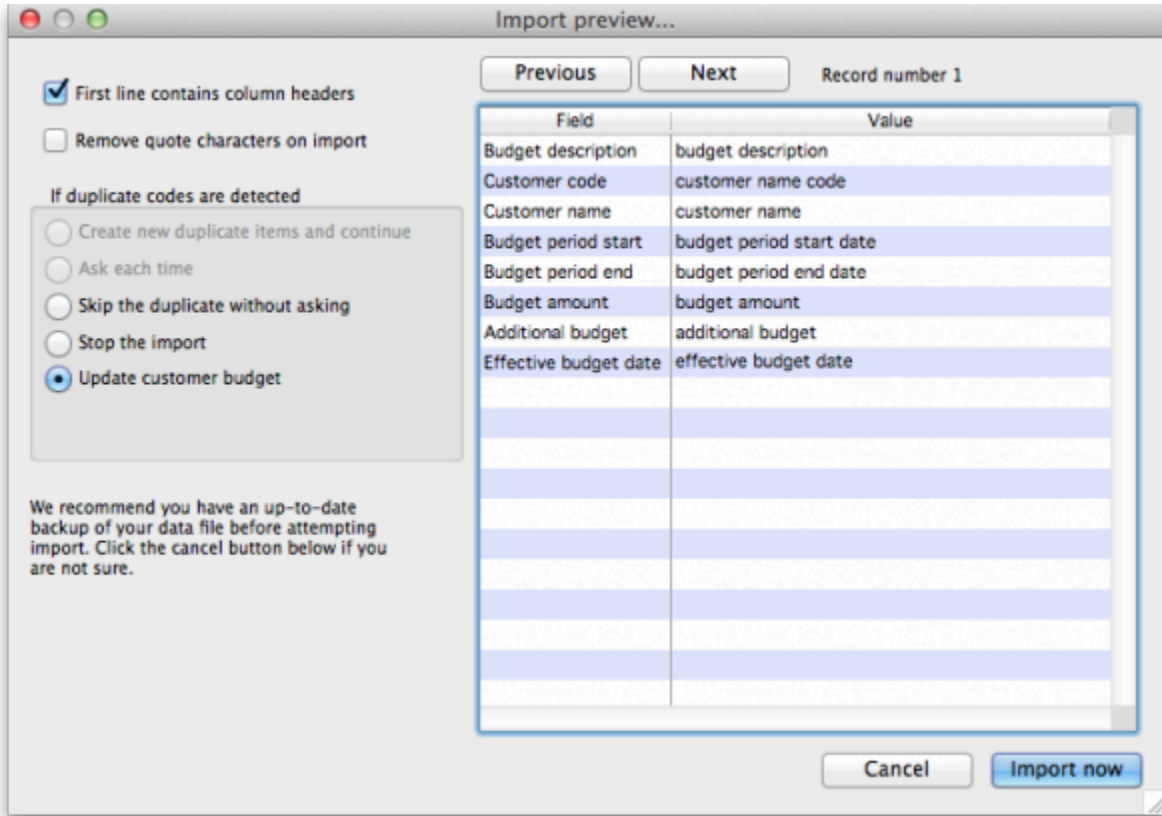 Import preview...
First line contains column headers
Remove quote characters on import
If duplicate codes are detected
Create new duplicate items and continue
Ask each time
Skip the duplicate without asking
Stop the import
Update customer budget
We recommend you have an up-to-date
backup of your data file before attempting
import. Click the cancel button below if you
are not sure.
Previous Next Record number 1
Field Value
Budget description budget description
Customer code customer name code
Customer name customer name
Budget period start budget period start date
Budget period end budget period end date
Budget amount budget amount
Additional budget additional budget
Effective budget date effective budget date
Cancel Import now